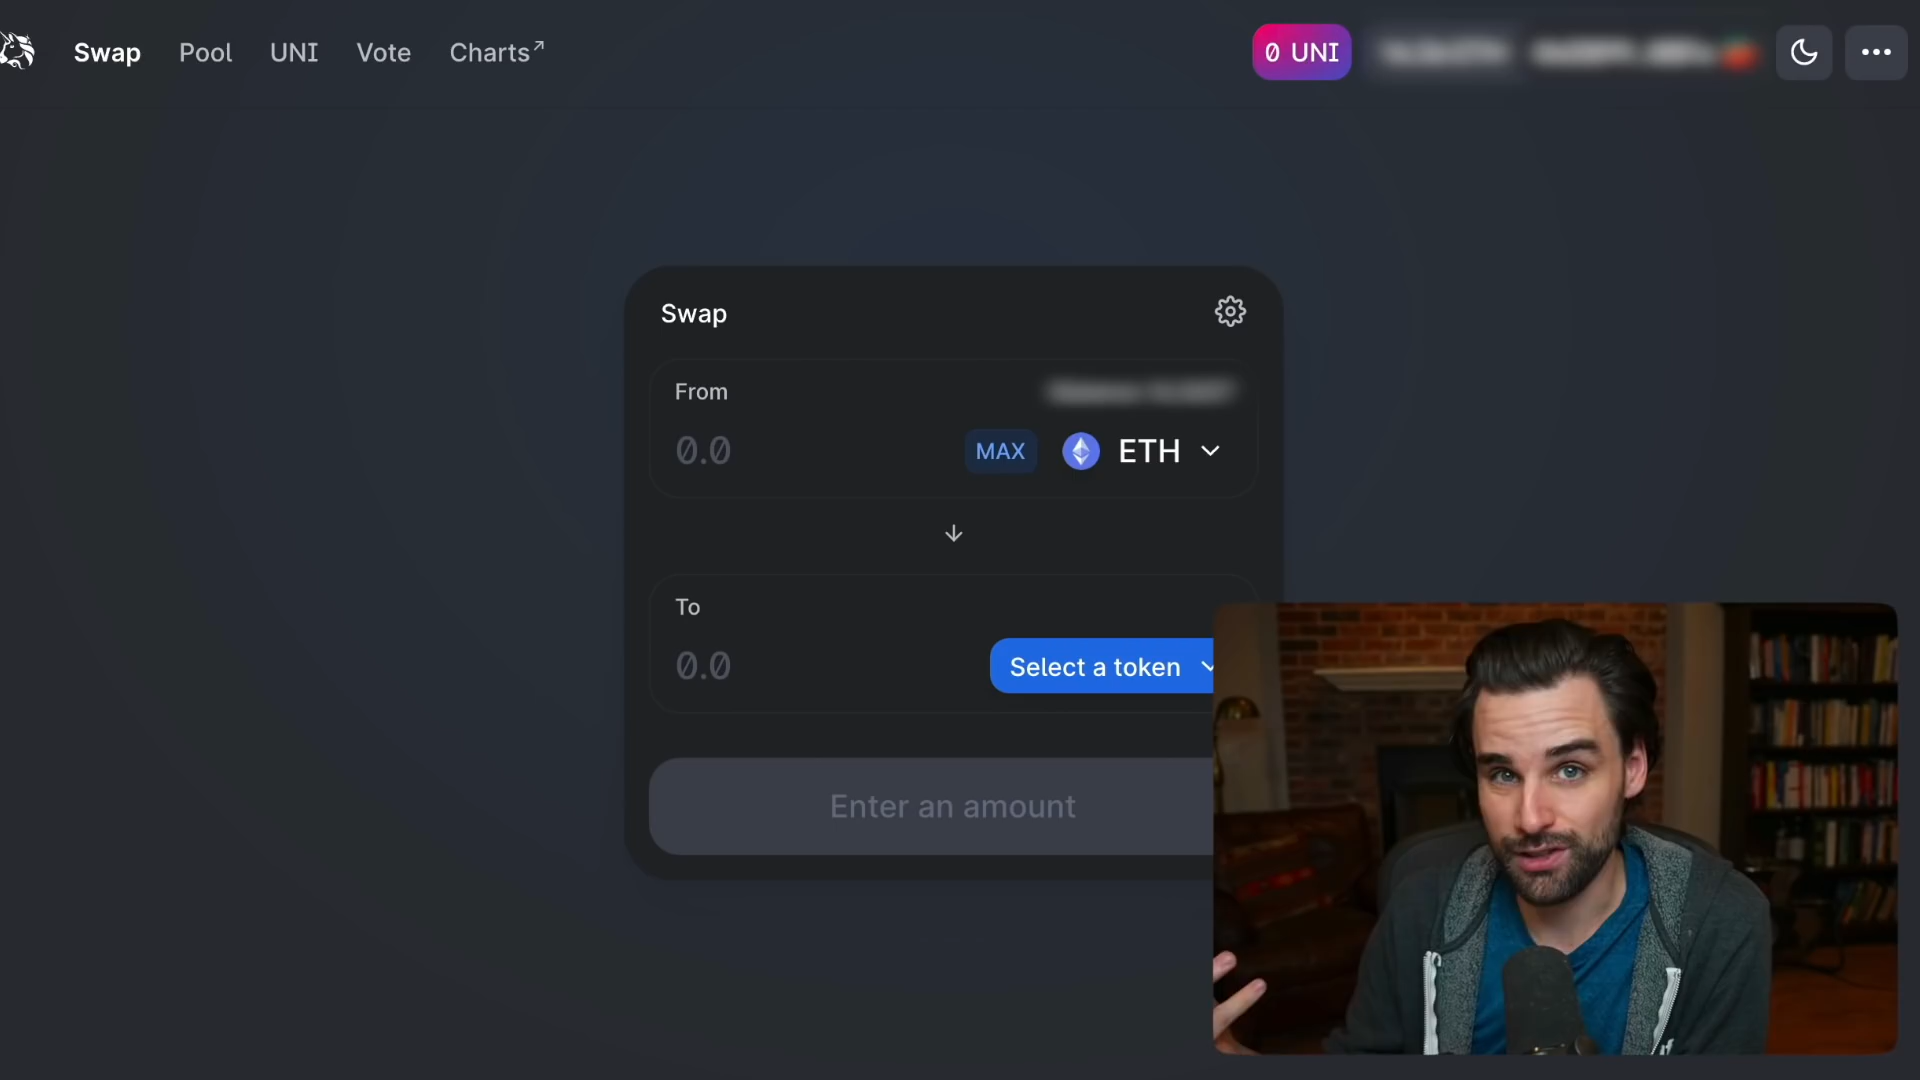 Swap Pool UNI Vote Charts↗ 0 UNI
Swap
From
0.0 MAX ETH
To
0.0 Select a token
Enter an amount